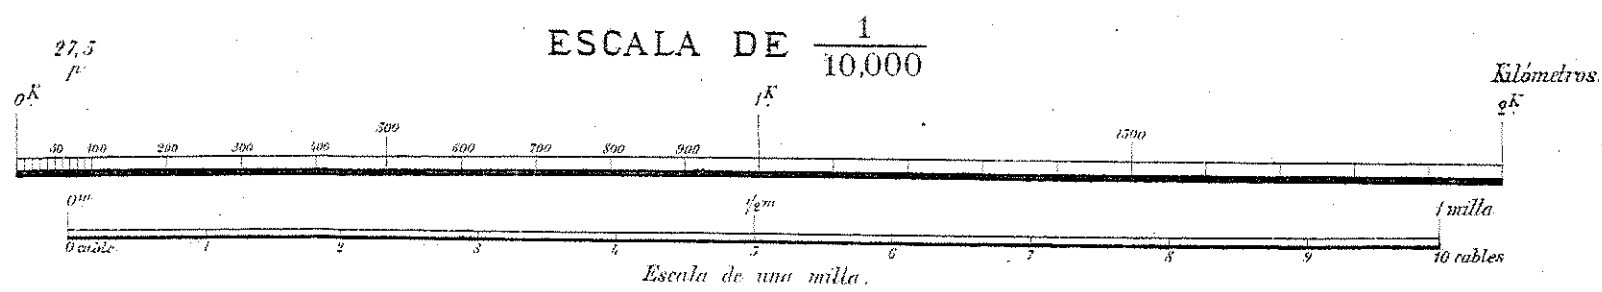 ESCALA DE 1/10,000
27,5
Kilómetros.
0K 1K 2K
50 100 200 300 400 500 600 700 800 900 1500
0m 1/2m 1 milla
0 cable 1 2 3 4 5 6 7 8 9 10 cables
Escala de una milla.